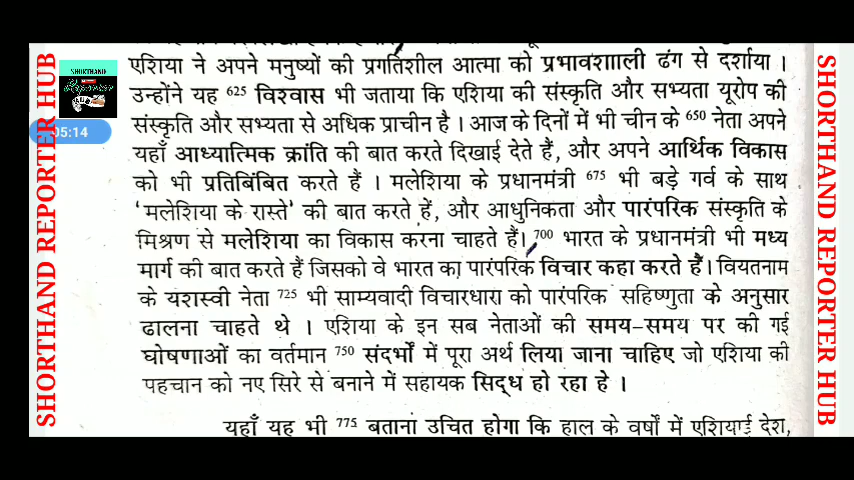 SHORTHAND REPORTER HUB
SHORTHAND
Reporter
HUB
05:14
एशिया ने अपने मनुष्यों की प्रगतिशील आत्मा को प्रभावशााली ढंग से दर्शाया ।
उन्होंने यह 625 विश्वास भी जताया कि एशिया की संस्कृति और सभ्यता यूरोप की
संस्कृति और सभ्यता से अधिक प्राचीन है । आज के दिनों में भी चीन के 650 नेता अपने
यहाँ आध्यात्मिक क्रांति की बात करते दिखाई देते हैं, और अपने आर्थिक विकास
को भी प्रतिबिंबित करते हैं । मलेशिया के प्रधानमंत्री 675 भी बड़े गर्व के साथ
‘मलेशिया के रास्ते’ की बात करते हैं, और आधुनिकता और पारंपरिक संस्कृति के
मिश्रण से मलेशिया का विकास करना चाहते हैं। 700 भारत के प्रधानमंत्री भी मध्य
मार्ग की बात करते हैं जिसको वे भारत का पारंपरिक विचार कहा करते हैं। वियतनाम
के यशास्वी नेता 725 भी साम्यवादी विचारधारा को पारंपरिक सहिष्णुता के अनुसार
ढालना चाहते थे । एशिया के इन सब नेताओं की समय-समय पर की गई
घोषणाओं का वर्तमान 750 संदर्भों में पूरा अर्थ लिया जाना चाहिए जो एशिया की
पहचान को नए सिरे से बनाने में सहायक सिद्ध हो रहा हे ।
यहाँ यह भी 775 बताना उचित होगा कि हाल के वर्षों में एशियाई देश,
SHORTHAND REPORTER HUB